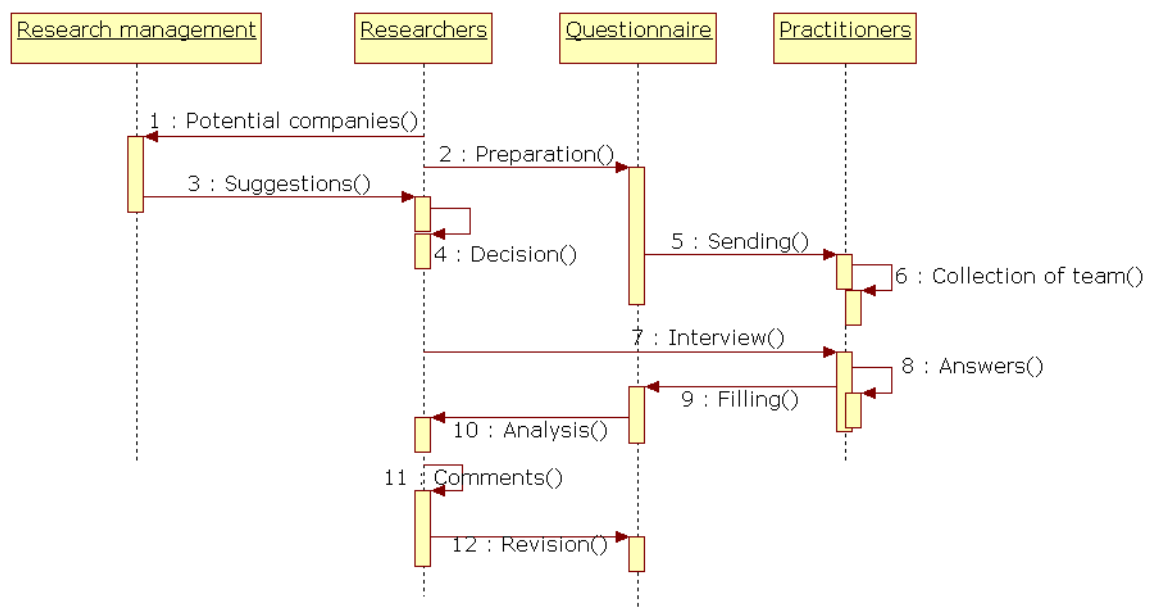 Research management
Researchers
Questionnaire
Practitioners
1 : Potential companies()
2 : Preparation()
3 : Suggestions()
4 : Decision()
5 : Sending()
6 : Collection of team()
7 : Interview()
8 : Answers()
9 : Filling()
10 : Analysis()
11 : Comments()
12 : Revision()